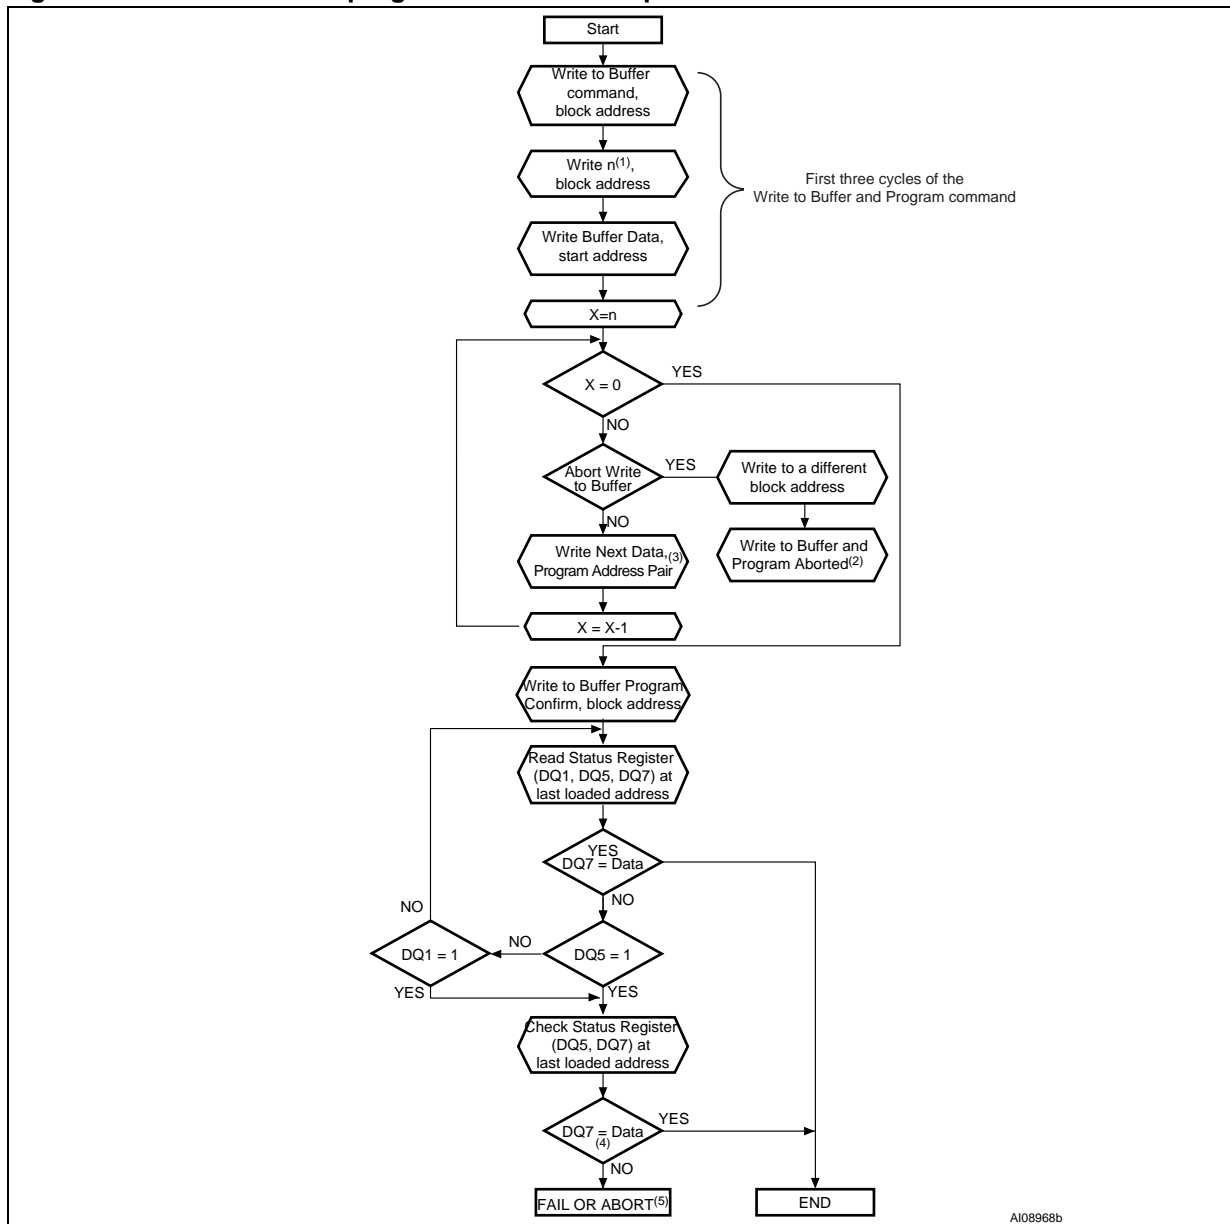 Start
Write to Buffer
command,
block address
Write n(1),
block address
First three cycles of the
Write to Buffer and Program command
Write Buffer Data,
start address
X=n
X = 0
YES
NO
Abort Write
to Buffer
YES
Write to a different
block address
NO
Write Next Data,(3)
Program Address Pair
Write to Buffer and
Program Aborted(2)
X = X-1
Write to Buffer Program
Confirm, block address
Read Status Register
(DQ1, DQ5, DQ7) at
last loaded address
YES
DQ7 = Data
NO
NO
DQ1 = 1
NO
DQ5 = 1
YES
YES
Check Status Register
(DQ5, DQ7) at
last loaded address
DQ7 = Data
(4)
YES
NO
FAIL OR ABORT(5)
END
AI08968b